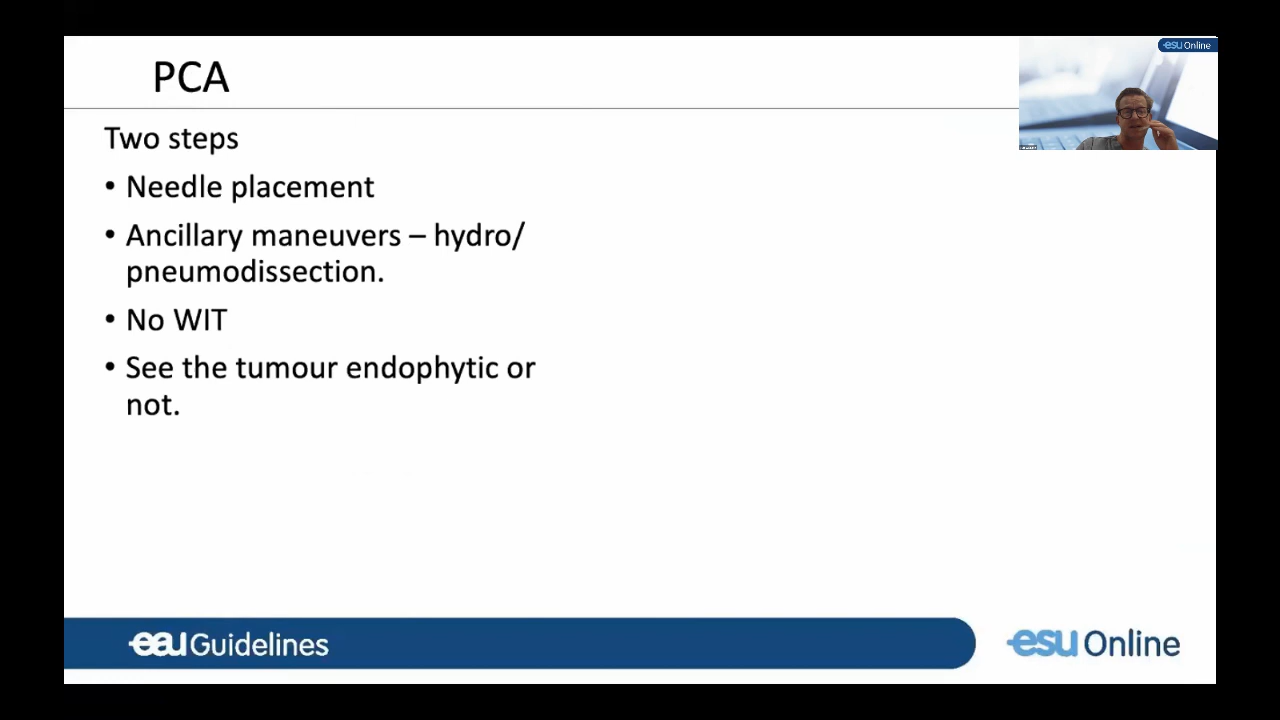 PCA
esu Online
Two steps
• Needle placement
• Ancillary maneuvers – hydro/
pneumodissection.
• No WIT
• See the tumour endophytic or
not.
eau Guidelines
esu Online